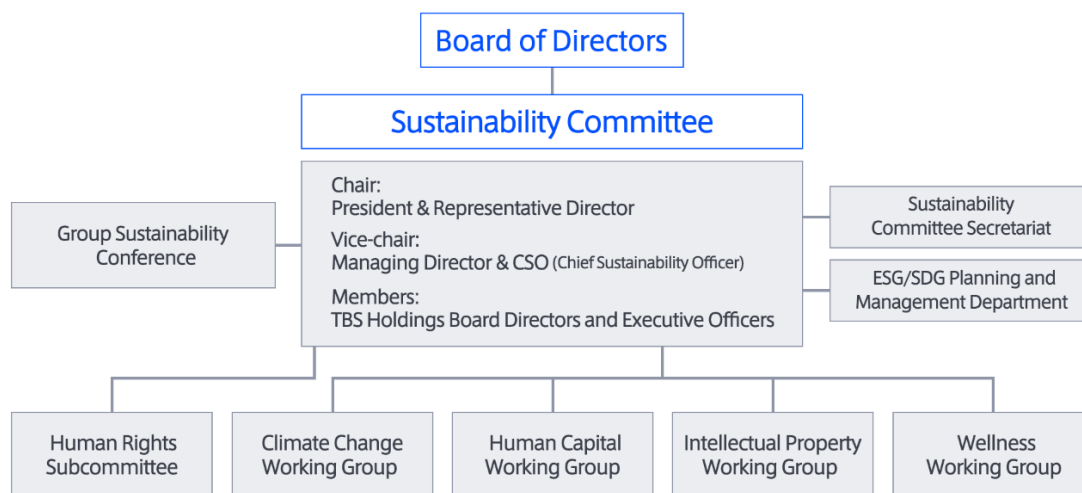 Board of Directors
Sustainability Committee
Chair:
President & Representative Director
Vice-chair:
Managing Director & CSO (Chief Sustainability Officer)
Members:
TBS Holdings Board Directors and Executive Officers
Group Sustainability
Conference
Sustainability
Committee Secretariat
ESG/SDG Planning and
Management Department
Human Rights
Subcommittee
Climate Change
Working Group
Human Capital
Working Group
Intellectual Property
Working Group
Wellness
Working Group